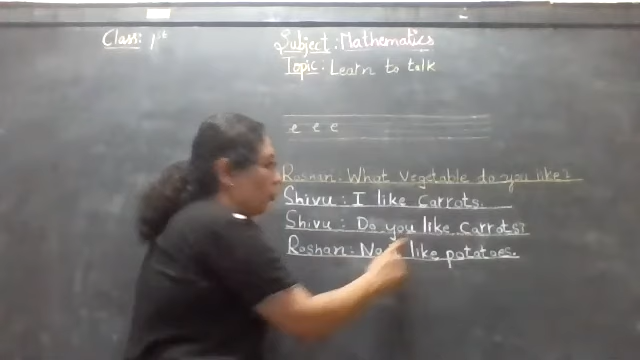 Class: 1st
Subject: Mathematics
Topic: Learn to talk
e e e
Roshan: What vegetable do you like?
Shivu: I like carrots.
Shivu: Do you like carrots?
Roshan: No I like potatoes.